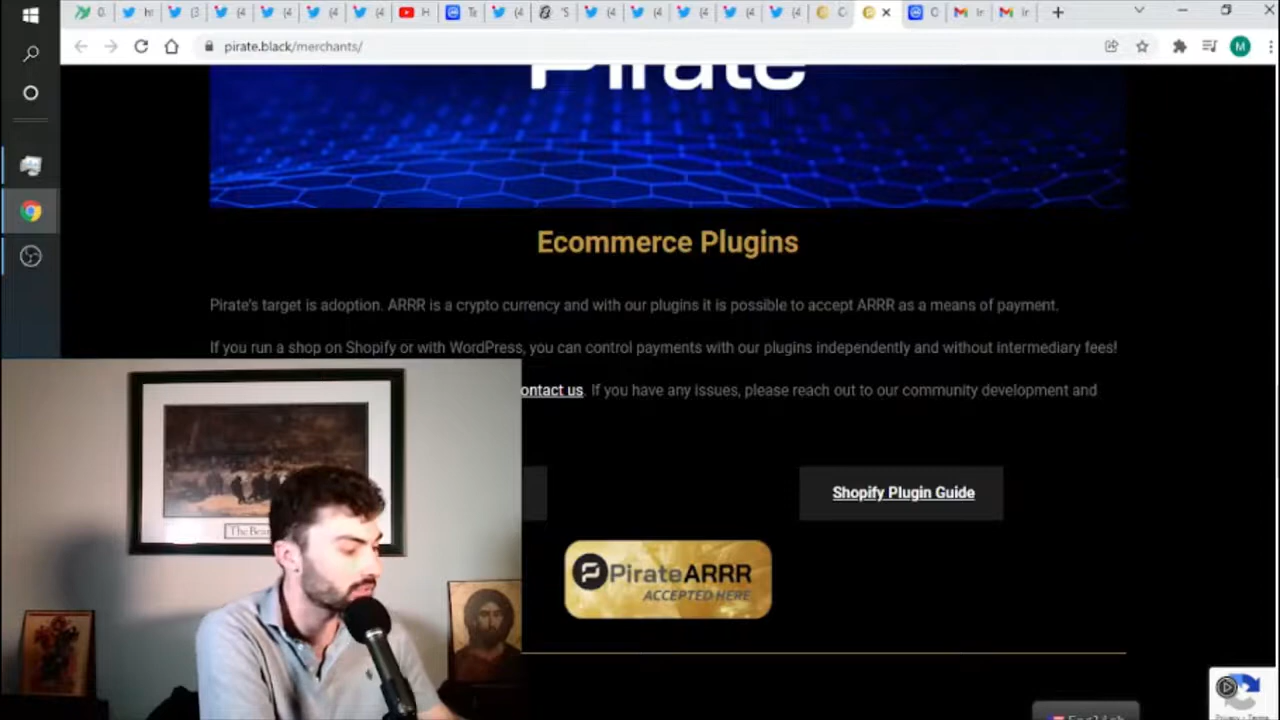 pirate.black/merchants/
M
Pirate
Ecommerce Plugins
Pirate's target is adoption. ARRR is a crypto currency and with our plugins it is possible to accept ARRR as a means of payment.
If you run a shop on Shopify or with WordPress, you can control payments with our plugins independently and without intermediary fees!
ontact us. If you have any issues, please reach out to our community development and
Shopify Plugin Guide
PirateARRR
ACCEPTED HERE
English